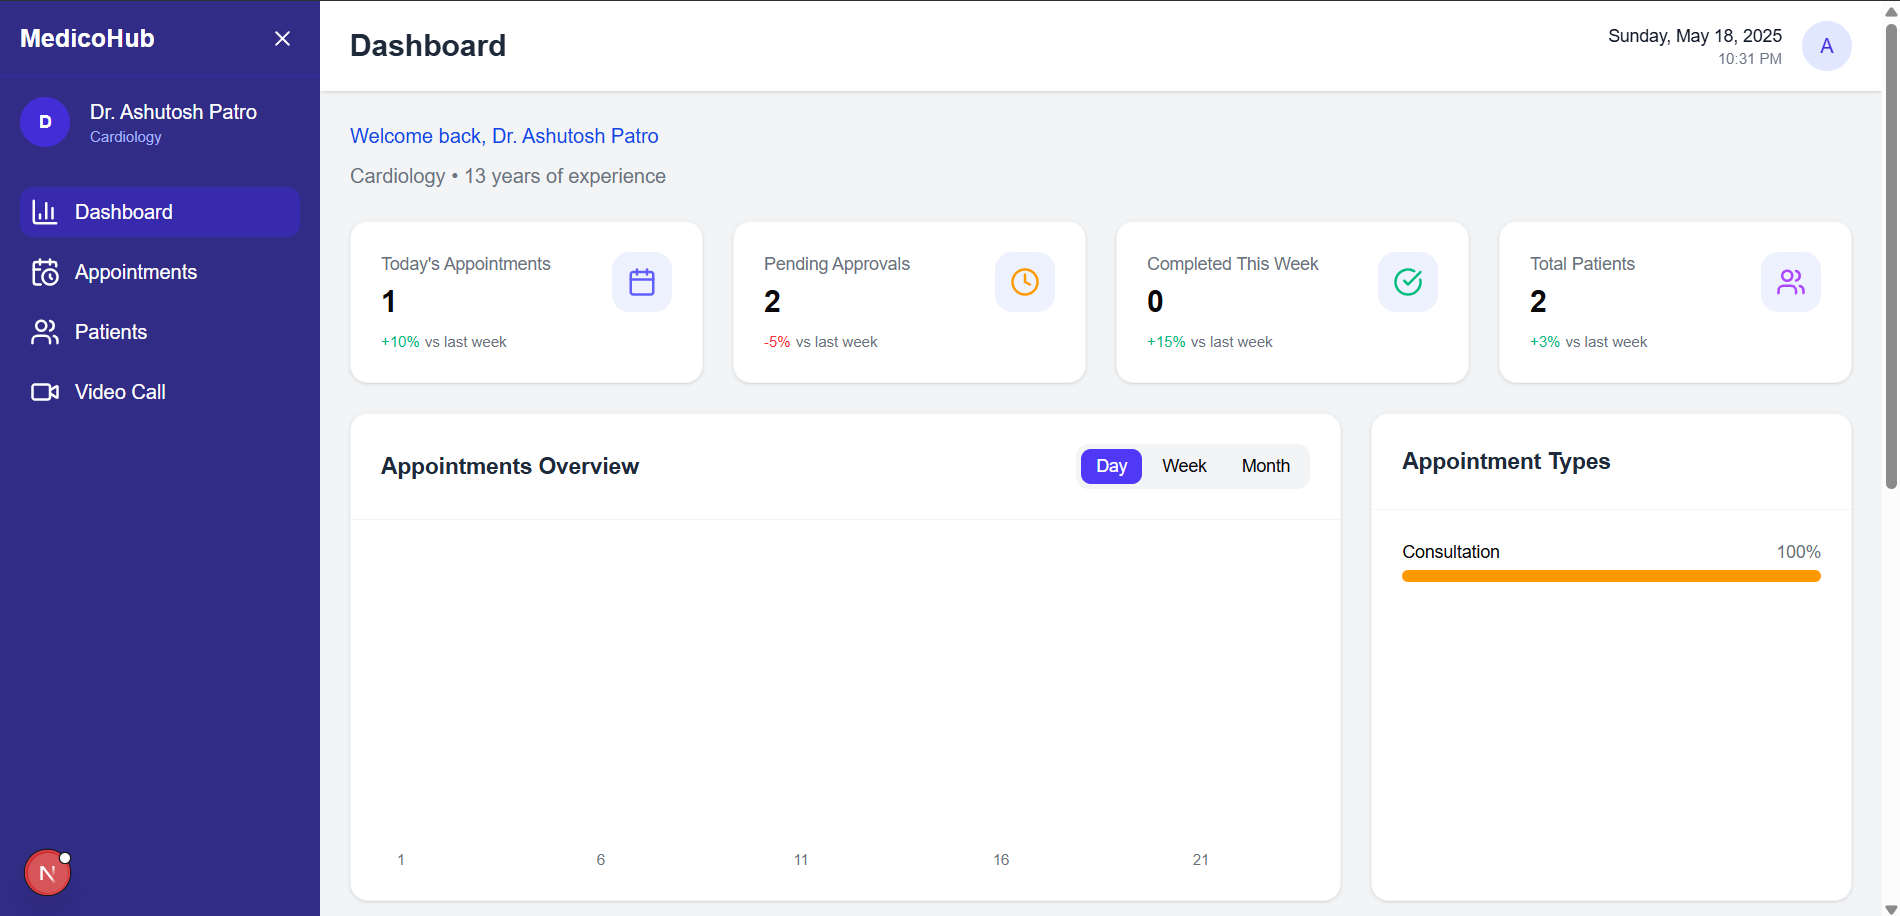 MedicoHub
D
Dr. Ashutosh Patro
Cardiology
Dashboard
Appointments
Patients
Video Call
N
Dashboard
Sunday, May 18, 2025
10:31 PM
A
Welcome back, Dr. Ashutosh Patro
Cardiology • 13 years of experience
Today's Appointments
1
+10% vs last week
Pending Approvals
2
-5% vs last week
Completed This Week
0
+15% vs last week
Total Patients
2
+3% vs last week
Appointments Overview
Day Week Month
1 6 11 16 21
Appointment Types
Consultation 100%